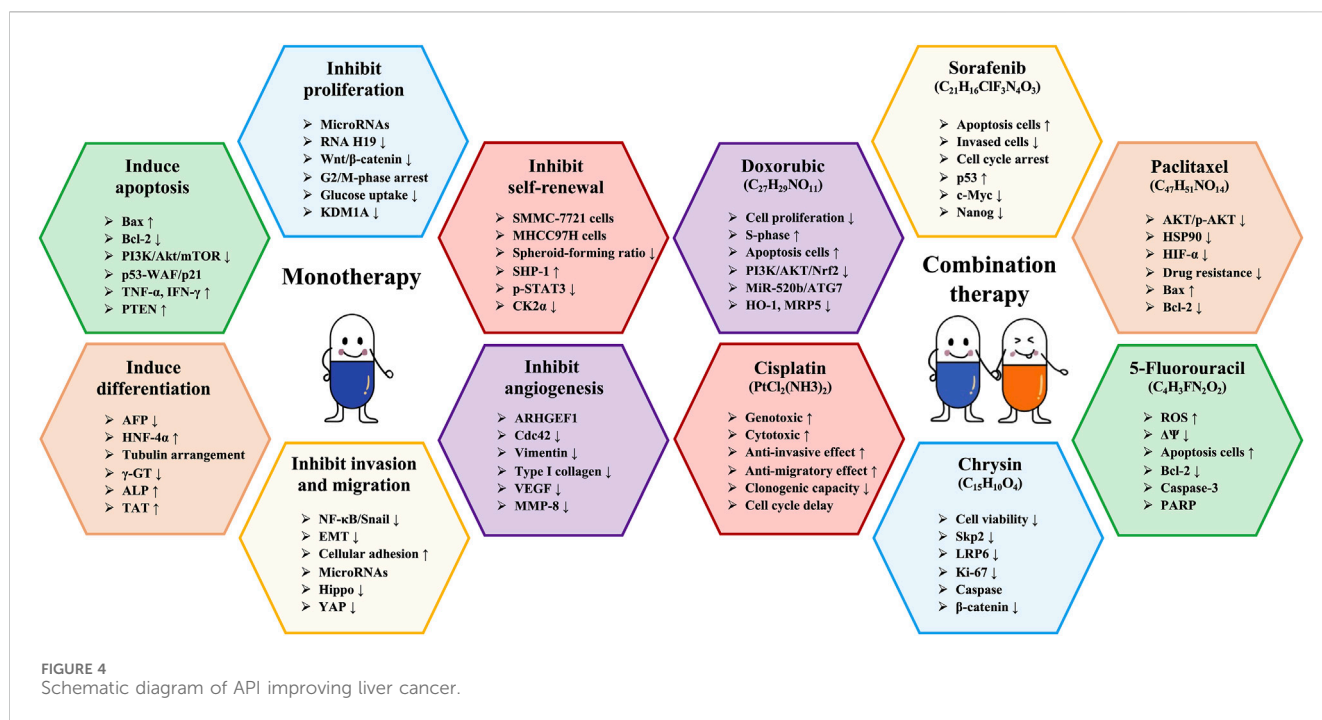 Inhibit
proliferation
➢ MicroRNAs
➢ RNA H19 ↓
➢ Wnt/β-catenin ↓
➢ G2/M-phase arrest
➢ Glucose uptake ↓
➢ KDM1A ↓
Induce
apoptosis
➢ Bax ↑
➢ Bcl-2 ↓
➢ PI3K/Akt/mTOR ↓
➢ p53-WAF/p21
➢ TNF-α, IFN-γ ↑
➢ PTEN ↑
Inhibit
self-renewal
➢ SMMC-7721 cells
➢ MHCC97H cells
➢ Spheroid-forming ratio ↓
➢ SHP-1 ↑
➢ p-STAT3 ↓
➢ CK2α ↓
Monotherapy
Induce
differentiation
➢ AFP ↓
➢ HNF-4α ↑
➢ Tubulin arrangement
➢ γ-GT ↓
➢ ALP ↑
➢ TAT ↑
Inhibit invasion
and migration
➢ NF-κB/Snail ↓
➢ EMT ↓
➢ Cellular adhesion ↑
➢ MicroRNAs
➢ Hippo ↓
➢ YAP ↓
Inhibit
angiogenesis
➢ ARHGEF1
➢ Cdc42 ↓
➢ Vimentin ↓
➢ Type I collagen ↓
➢ VEGF ↓
➢ MMP-8 ↓
Doxorubic
(C₂₇H₂₉NO₁₁)
➢ Cell proliferation ↓
➢ S-phase ↑
➢ Apoptosis cells ↑
➢ PI3K/AKT/Nrf2 ↓
➢ MiR-520b/ATG7
➢ HO-1, MRP5 ↓
Sorafenib
(C₂₁H₁₆ClF₃N₄O₃)
➢ Apoptosis cells ↑
➢ Invased cells ↓
➢ Cell cycle arrest
➢ p53 ↑
➢ c-Myc ↓
➢ Nanog ↓
Paclitaxel
(C₄₇H₅₁NO₁₄)
➢ AKT/p-AKT ↓
➢ HSP90 ↓
➢ HIF-α ↓
➢ Drug resistance ↓
➢ Bax ↑
➢ Bcl-2 ↓
Combination
therapy
Cisplatin
(PtCl₂(NH3)₂)
➢ Genotoxic ↑
➢ Cytotoxic ↑
➢ Anti-invasive effect ↑
➢ Anti-migratory effect ↑
➢ Clonogenic capacity ↓
➢ Cell cycle delay
Chrysin
(C₁₅H₁₀O₄)
➢ Cell viability ↓
➢ Skp2 ↓
➢ LRP6 ↓
➢ Ki-67 ↓
➢ Caspase
➢ β-catenin ↓
5-Fluorouracil
(C₄H₃FN₂O₂)
➢ ROS ↑
➢ ΔΨ ↓
➢ Apoptosis cells ↑
➢ Bcl-2 ↓
➢ Caspase-3
➢ PARP
FIGURE 4
Schematic diagram of API improving liver cancer.